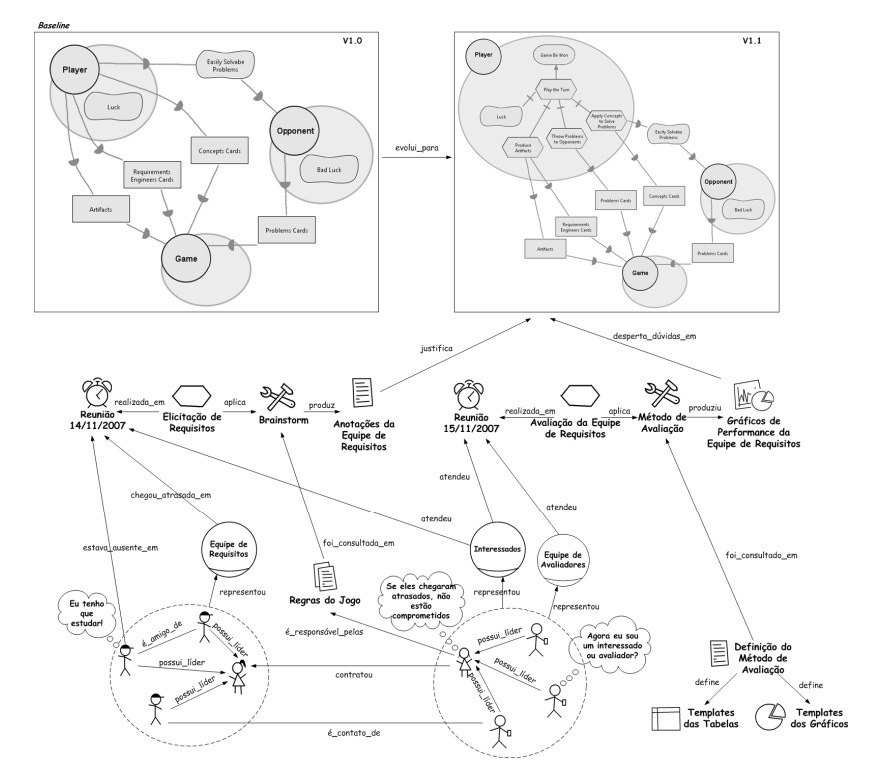 Baseline
V1.0
Player
Luck
Easily Solvabe
Problems
Opponent
Bad Luck
Concepts Cards
Requirements
Engineers Cards
Artifacts
Problems Cards
Game
evolui_para
V1.1
Player
Game Be Won
Play the Turn
Luck
Apply Concepts
to Solve
Problems
Produce
Artifacts
Throw Problems
to Opponents
Easily Solvabe
Problems
Opponent
Bad Luck
Problems Cards
Concepts Cards
Requirements
Engineers Cards
Artifacts
Problems Cards
Game
justifica
desperta_dúvidas_em
Reunião
14/11/2007
realizada_em
Elicitação de
Requisitos
aplica
Brainstorm
produz
Anotações da
Equipe de
Requisitos
Reunião
15/11/2007
realizada_em
Avaliação da Equipe
de Requisitos
aplica
Método de
Avaliação
produziu
Gráficos de
Performance da
Equipe de Requisitos
chegou_atrasada_em
estava_ausente_em
atendeu
atendeu
atendeu
foi_consultada_em
foi_consultado_em
Equipe de
Requisitos
Interessados
Equipe de
Avaliadores
representou
representou
representou
Regras do Jogo
é_responsável_pelas
Eu tenho
que
estudar!
Se eles chegaram
atrasados, não
estão
comprometidos
Agora eu sou
um interessado
ou avaliador?
é_amigo_de
possui_líder
possui_líder
possui_líder
contratou
possui_líder
possui_líder
possui_líder
é_contato_de
Definição do
Método de
Avaliação
define
define
Templates
das Tabelas
Templates
dos Gráficos